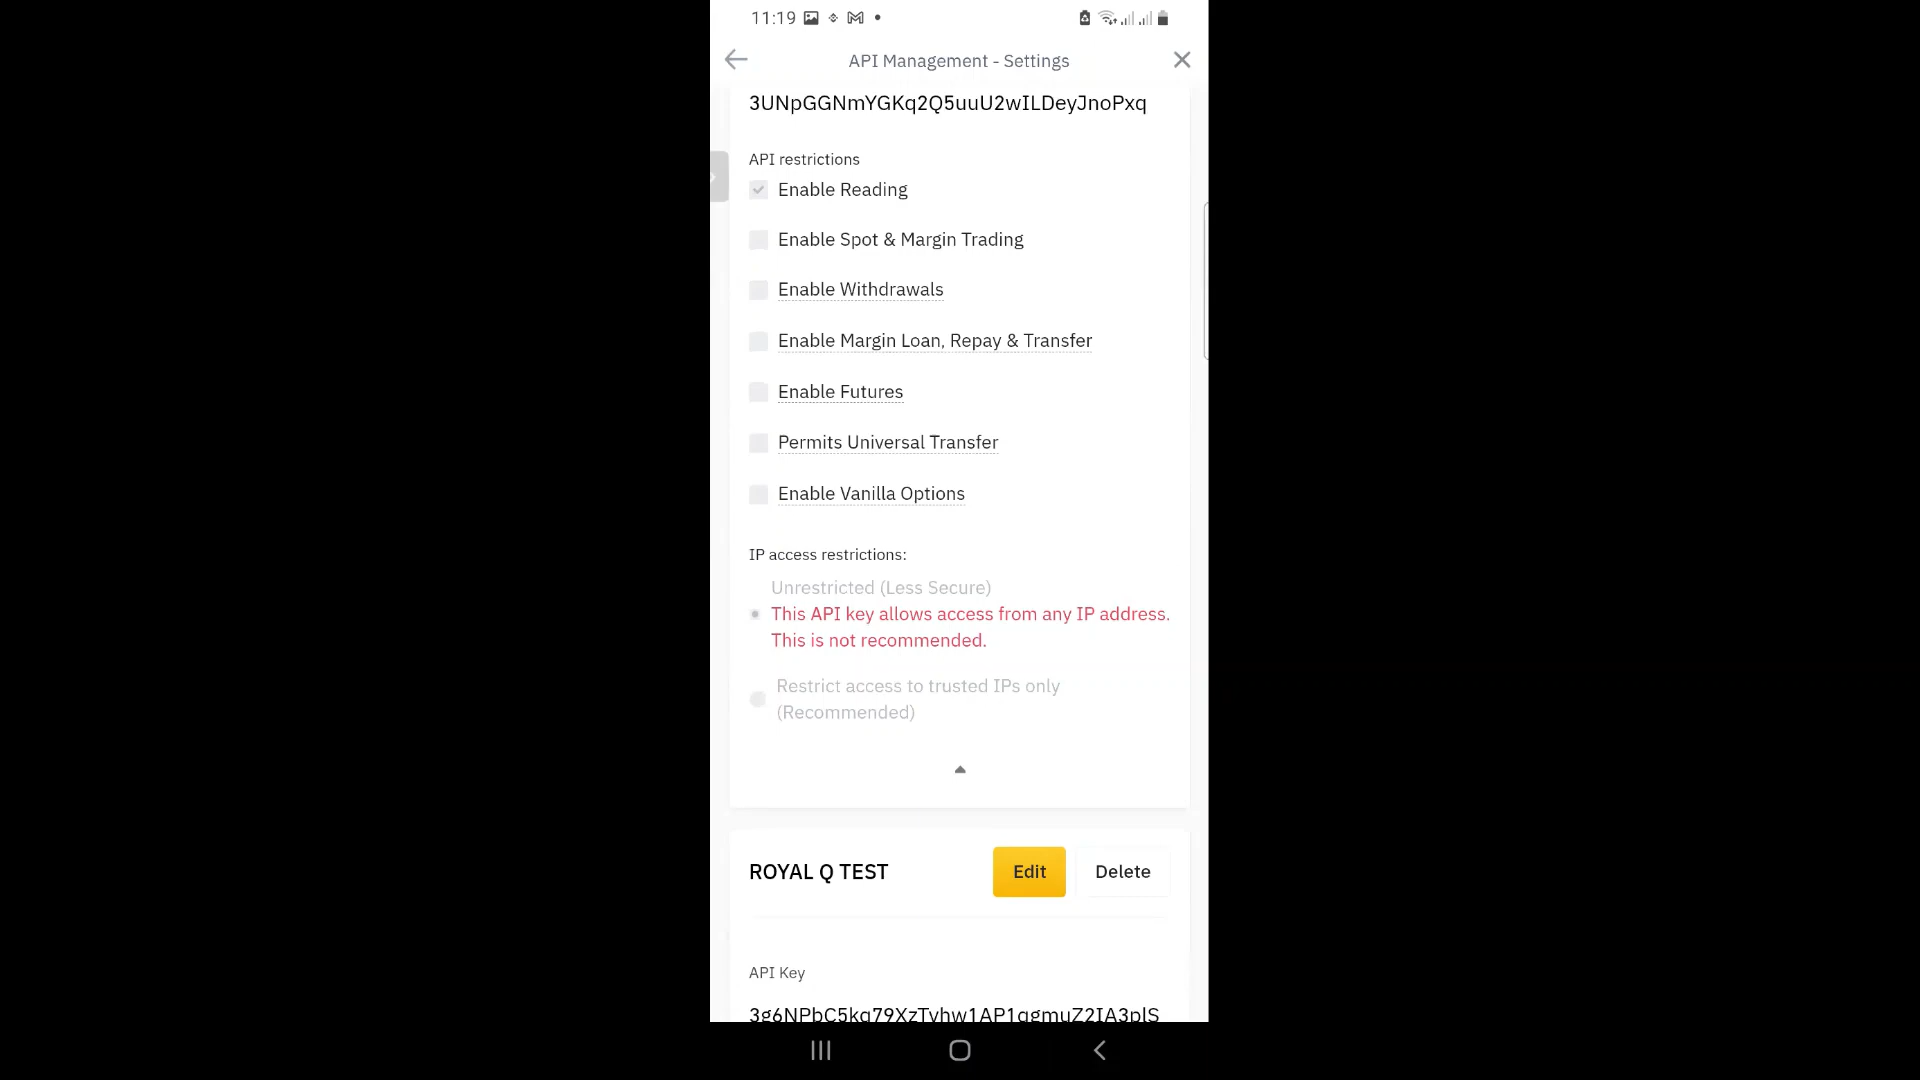 11:19
API Management - Settings
3UNpGGNmYGKq2Q5uuU2wILDeyJnoPxq
API restrictions
Enable Reading
Enable Spot & Margin Trading
Enable Withdrawals
Enable Margin Loan, Repay & Transfer
Enable Futures
Permits Universal Transfer
Enable Vanilla Options
IP access restrictions:
Unrestricted (Less Secure)
This API key allows access from any IP address.
This is not recommended.
Restrict access to trusted IPs only
(Recommended)
ROYAL Q TEST
Edit
Delete
API Key